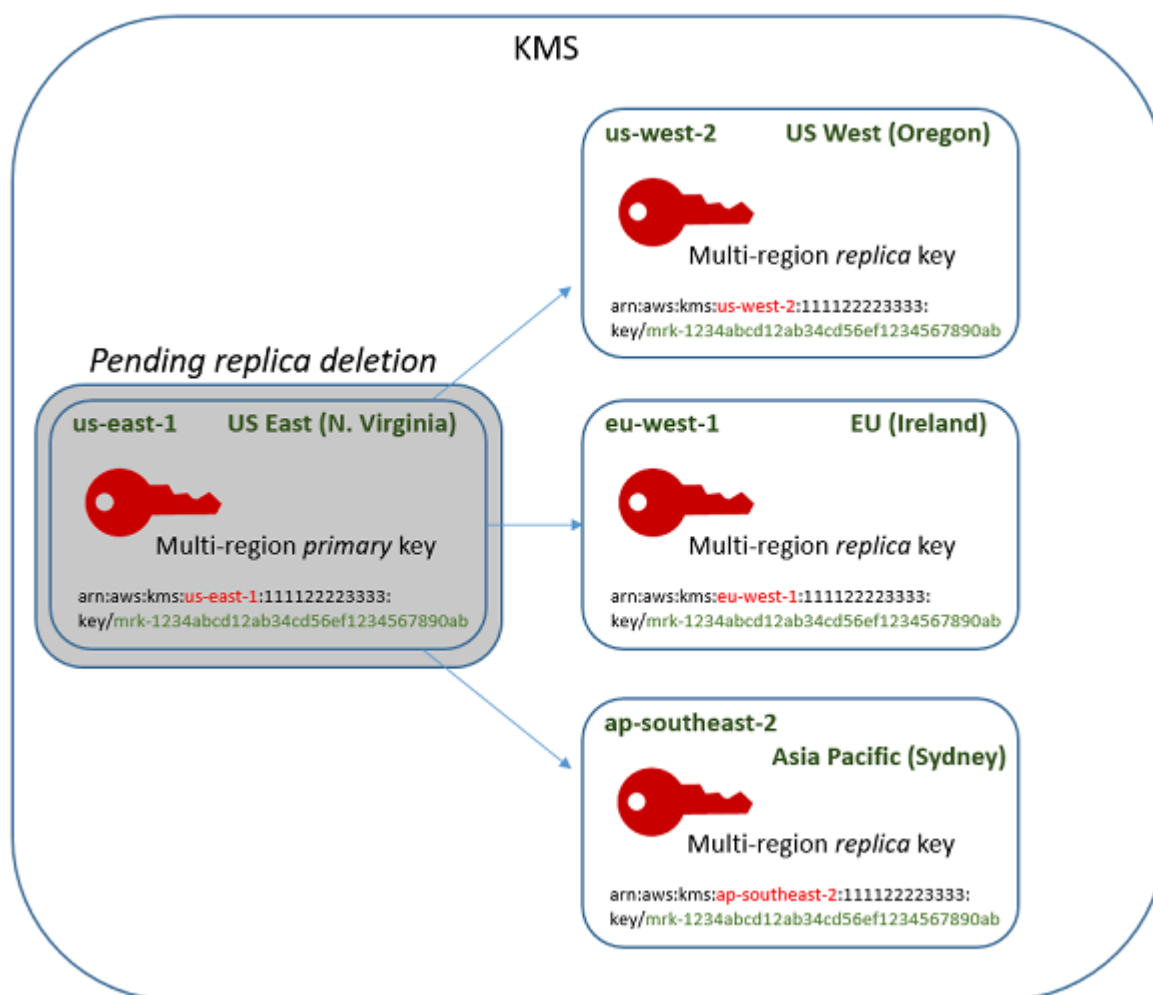 KMS
us-west-2 US West (Oregon)
Multi-region replica key
arn:aws:kms:us-west-2:111122223333:
key/mrk-1234abcd12ab34cd56ef1234567890ab
Pending replica deletion
us-east-1 US East (N. Virginia)
Multi-region primary key
arn:aws:kms:us-east-1:111122223333:
key/mrk-1234abcd12ab34cd56ef1234567890ab
eu-west-1 EU (Ireland)
Multi-region replica key
arn:aws:kms:eu-west-1:111122223333:
key/mrk-1234abcd12ab34cd56ef1234567890ab
ap-southeast-2
Asia Pacific (Sydney)
Multi-region replica key
arn:aws:kms:ap-southeast-2:111122223333:
key/mrk-1234abcd12ab34cd56ef1234567890ab